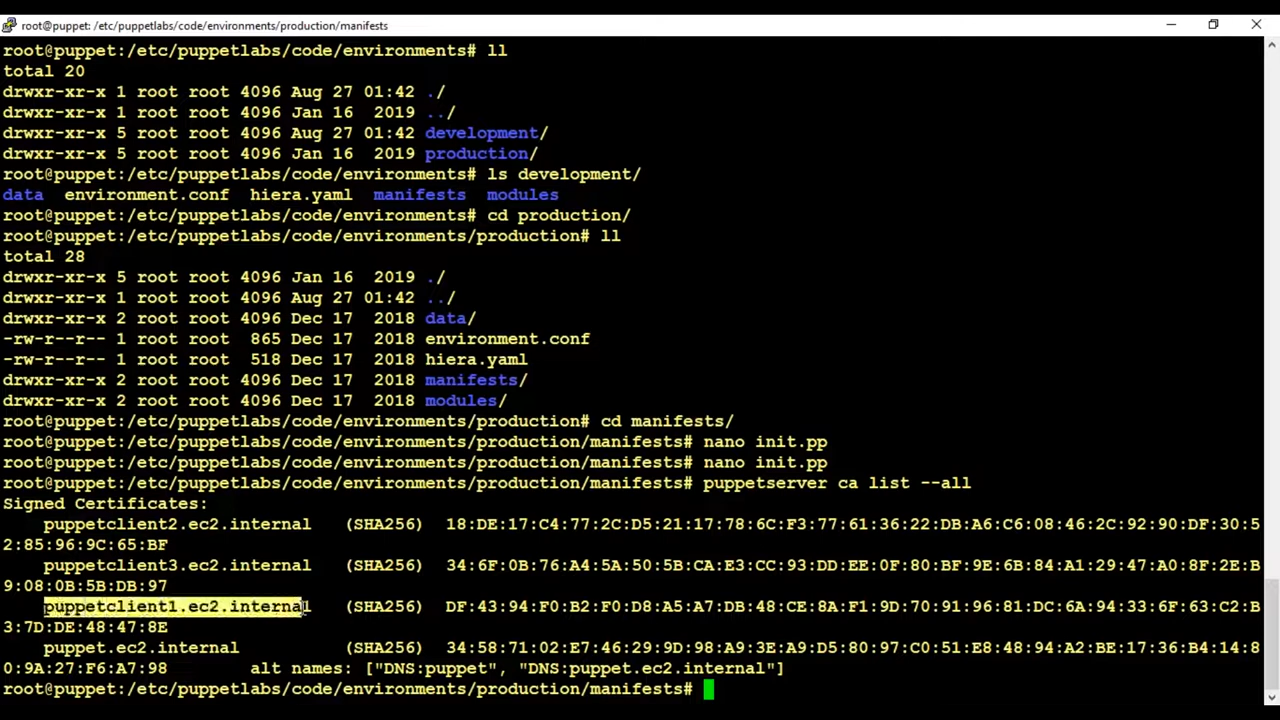 root@puppet: /etc/puppetlabs/code/environments/production/manifests
root@puppet:/etc/puppetlabs/code/environments# ll
total 20
drwxr-xr-x 1 root root 4096 Aug 27 01:42 ./
drwxr-xr-x 1 root root 4096 Jan 16  2019 ../
drwxr-xr-x 5 root root 4096 Aug 27 01:42 development/
drwxr-xr-x 5 root root 4096 Jan 16  2019 production/
root@puppet:/etc/puppetlabs/code/environments# ls development/
data  environment.conf  hiera.yaml  manifests  modules
root@puppet:/etc/puppetlabs/code/environments# cd production/
root@puppet:/etc/puppetlabs/code/environments/production# ll
total 28
drwxr-xr-x 5 root root 4096 Jan 16  2019 ./
drwxr-xr-x 1 root root 4096 Aug 27 01:42 ../
drwxr-xr-x 2 root root 4096 Dec 17  2018 data/
-rw-r--r-- 1 root root  865 Dec 17  2018 environment.conf
-rw-r--r-- 1 root root  518 Dec 17  2018 hiera.yaml
drwxr-xr-x 2 root root 4096 Dec 17  2018 manifests/
drwxr-xr-x 2 root root 4096 Dec 17  2018 modules/
root@puppet:/etc/puppetlabs/code/environments/production# cd manifests/
root@puppet:/etc/puppetlabs/code/environments/production/manifests# nano init.pp
root@puppet:/etc/puppetlabs/code/environments/production/manifests# nano init.pp
root@puppet:/etc/puppetlabs/code/environments/production/manifests# puppetserver ca list --all
Signed Certificates:
    puppetclient2.ec2.internal    (SHA256)  18:DE:17:C4:77:2C:D5:21:17:78:6C:F3:77:61:36:22:DB:A6:C6:08:46:2C:92:90:DF:30:5
2:85:96:9C:65:BF
    puppetclient3.ec2.internal    (SHA256)  34:6F:0B:76:A4:5A:50:5B:CA:E3:CC:93:DD:EE:0F:80:BF:9E:6B:84:A1:29:47:A0:8F:2E:B
9:08:0B:5B:DB:97
    puppetclient1.ec2.internal    (SHA256)  DF:43:94:F0:B2:F0:D8:A5:A7:DB:48:CE:8A:F1:9D:70:91:96:81:DC:6A:94:33:6F:63:C2:B
3:7D:DE:48:47:8E
    puppet.ec2.internal           (SHA256)  34:58:71:02:E7:46:29:9D:98:A9:3E:A9:D5:80:97:C0:51:E8:48:94:A2:BE:17:36:B4:14:8
0:9A:27:F6:A7:98        alt names: ["DNS:puppet", "DNS:puppet.ec2.internal"]
root@puppet:/etc/puppetlabs/code/environments/production/manifests#